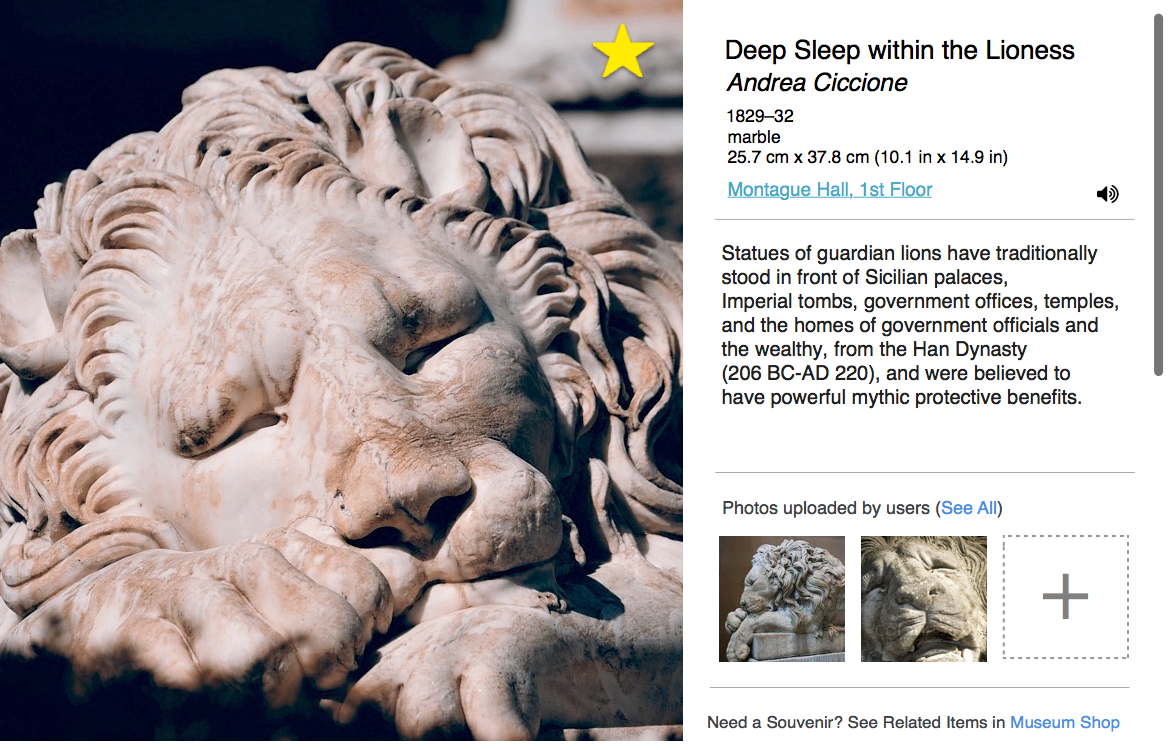 Deep Sleep within the Lioness
Andrea Ciccione
1829–32
marble
25.7 cm x 37.8 cm (10.1 in x 14.9 in)
Montague Hall, 1st Floor
Statues of guardian lions have traditionally
stood in front of Sicilian palaces,
Imperial tombs, government offices, temples,
and the homes of government officials and
the wealthy, from the Han Dynasty
(206 BC-AD 220), and were believed to
have powerful mythic protective benefits.
Photos uploaded by users (See All)
Need a Souvenir? See Related Items in Museum Shop